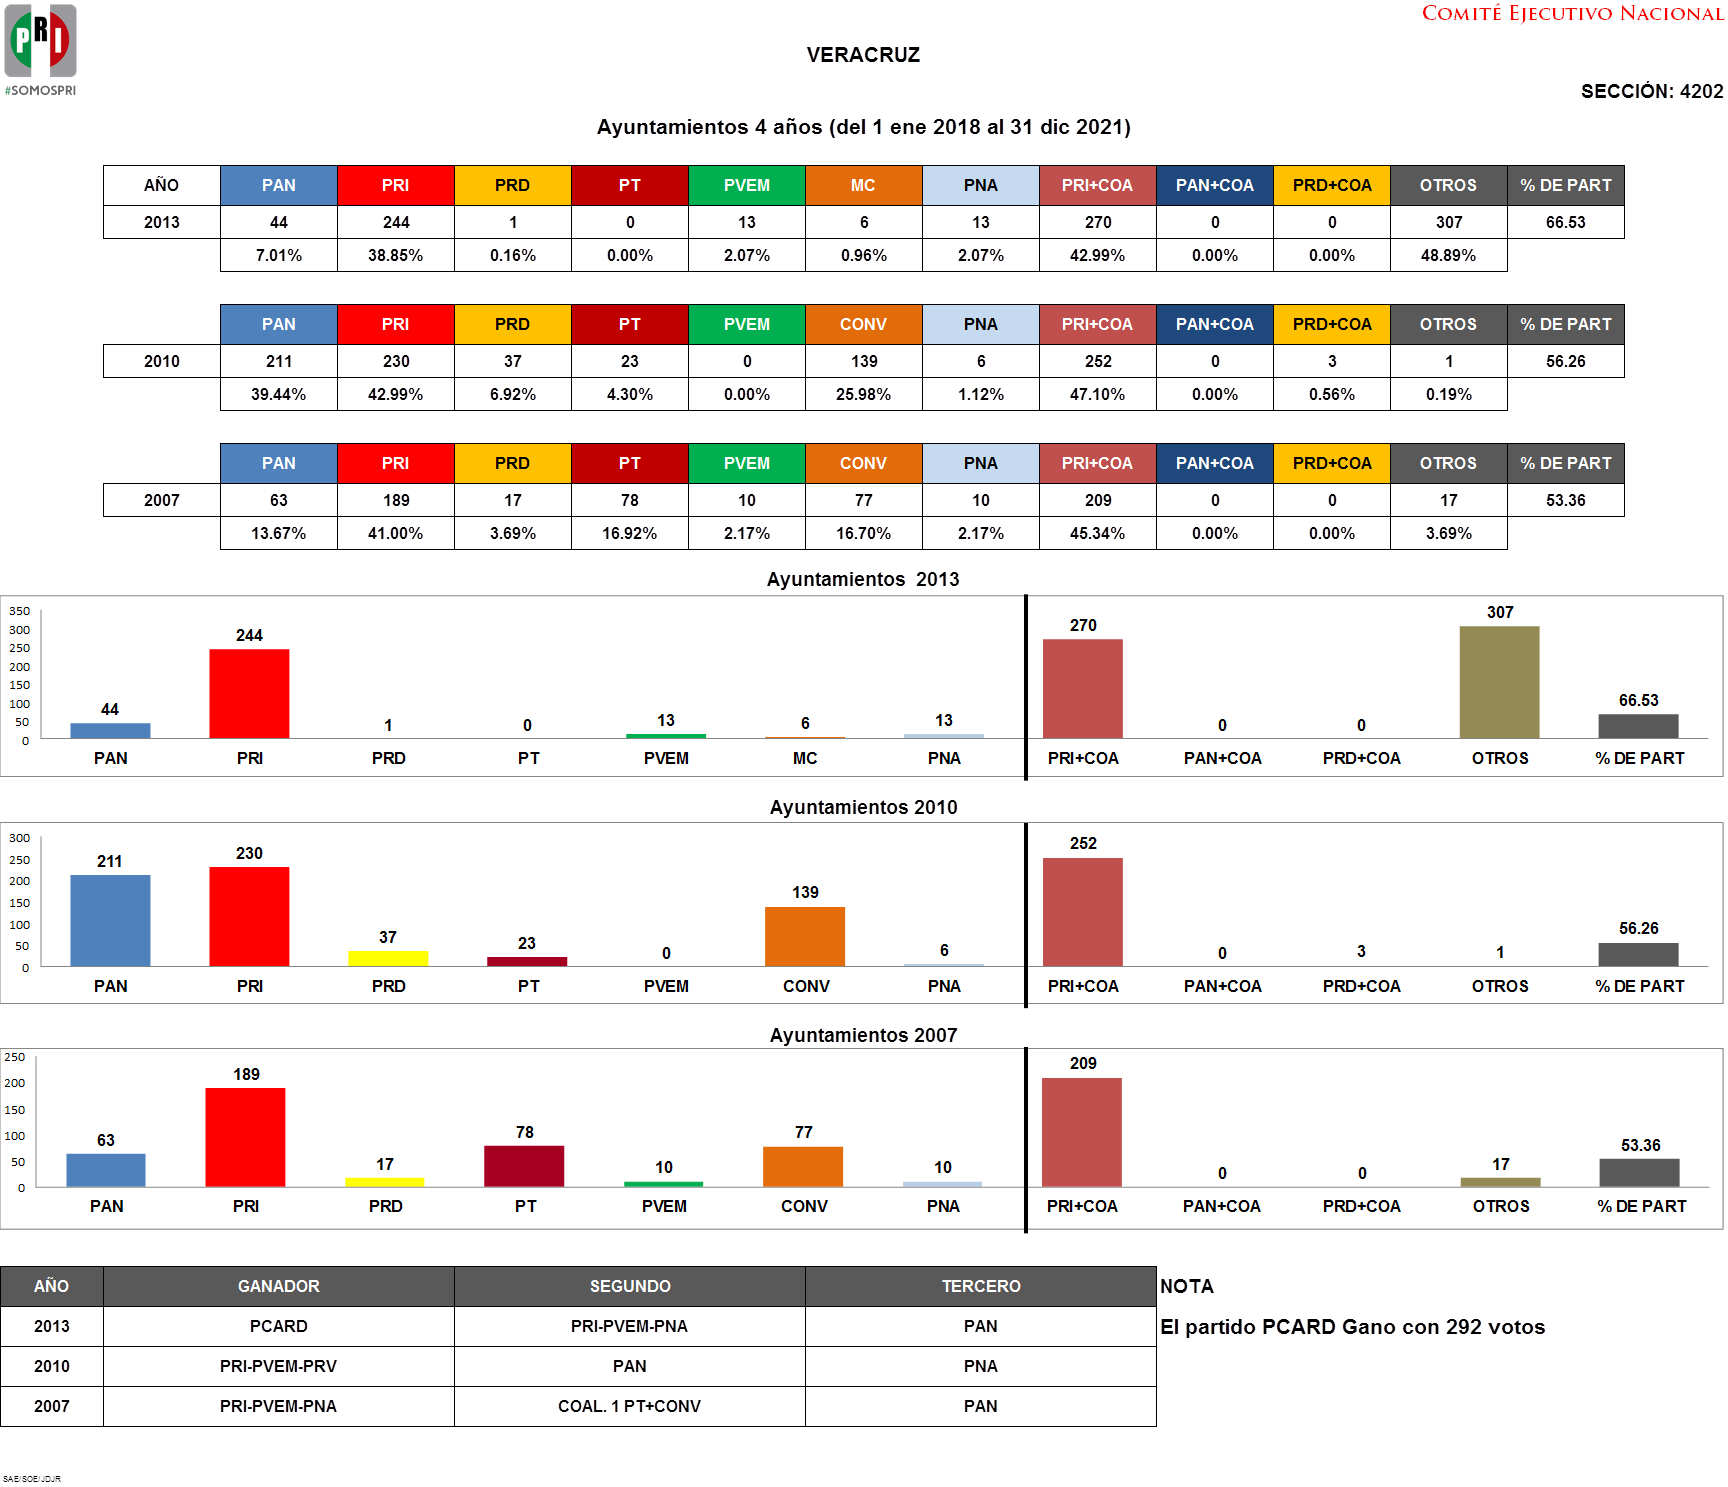 PRI
#SOMOSPRI
COMITÉ EJECUTIVO NACIONAL
VERACRUZ
SECCIÓN: 4202
Ayuntamientos 4 años (del 1 ene 2018 al 31 dic 2021)
AÑO PAN PRI PRD PT PVEM MC PNA PRI+COA PAN+COA PRD+COA OTROS % DE PART
2013 44 244 1 0 13 6 13 270 0 0 307 66.53
7.01% 38.85% 0.16% 0.00% 2.07% 0.96% 2.07% 42.99% 0.00% 0.00% 48.89%
PAN PRI PRD PT PVEM CONV PNA PRI+COA PAN+COA PRD+COA OTROS % DE PART
2010 211 230 37 23 0 139 6 252 0 3 1 56.26
39.44% 42.99% 6.92% 4.30% 0.00% 25.98% 1.12% 47.10% 0.00% 0.56% 0.19%
PAN PRI PRD PT PVEM CONV PNA PRI+COA PAN+COA PRD+COA OTROS % DE PART
2007 63 189 17 78 10 77 10 209 0 0 17 53.36
13.67% 41.00% 3.69% 16.92% 2.17% 16.70% 2.17% 45.34% 0.00% 0.00% 3.69%
Ayuntamientos 2013
350
300
250
200
150
100
50
0
44 244 1 0 13 6 13 270 0 0 307 66.53
PAN PRI PRD PT PVEM MC PNA PRI+COA PAN+COA PRD+COA OTROS % DE PART
Ayuntamientos 2010
300
250
200
150
100
50
0
211 230 37 23 0 139 6 252 0 3 1 56.26
PAN PRI PRD PT PVEM CONV PNA PRI+COA PAN+COA PRD+COA OTROS % DE PART
Ayuntamientos 2007
250
200
150
100
50
0
63 189 17 78 10 77 10 209 0 0 17 53.36
PAN PRI PRD PT PVEM CONV PNA PRI+COA PAN+COA PRD+COA OTROS % DE PART
AÑO GANADOR SEGUNDO TERCERO NOTA
2013 PCARD PRI-PVEM-PNA PAN El partido PCARD Gano con 292 votos
2010 PRI-PVEM-PRV PAN PNA
2007 PRI-PVEM-PNA COAL. 1 PT+CONV PAN
SAE/SOE/JDJR